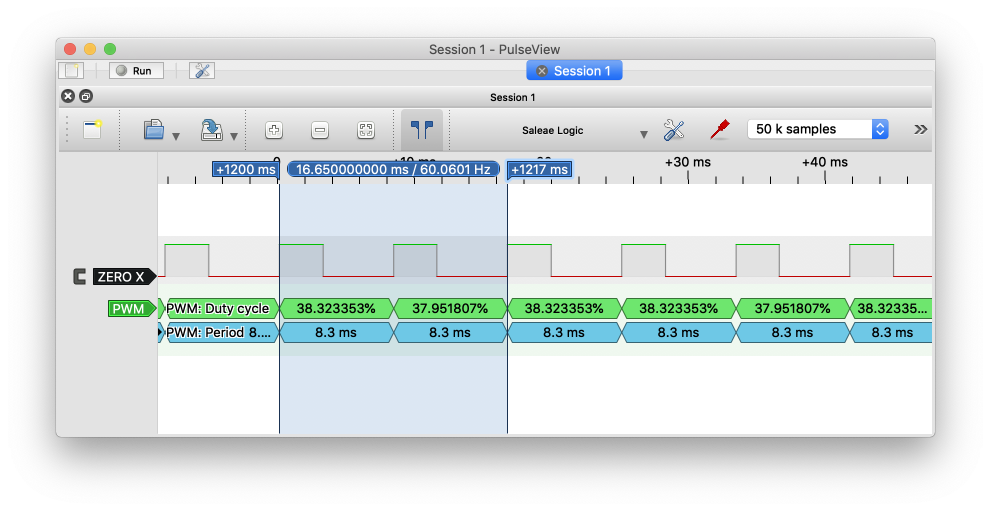 Session 1 - PulseView
Run
Session 1
Session 1
Saleae Logic
50 k samples
+30 ms
+40 ms
+1200 ms
16.650000000 ms / 60.0601 Hz
+1217 ms
ZERO X
PWM
PWM: Duty cycle
38.323353%
37.951807%
38.323353%
38.323353%
37.951807%
38.32335...
PWM: Period 8....
8.3 ms
8.3 ms
8.3 ms
8.3 ms
8.3 ms
8.3 ms